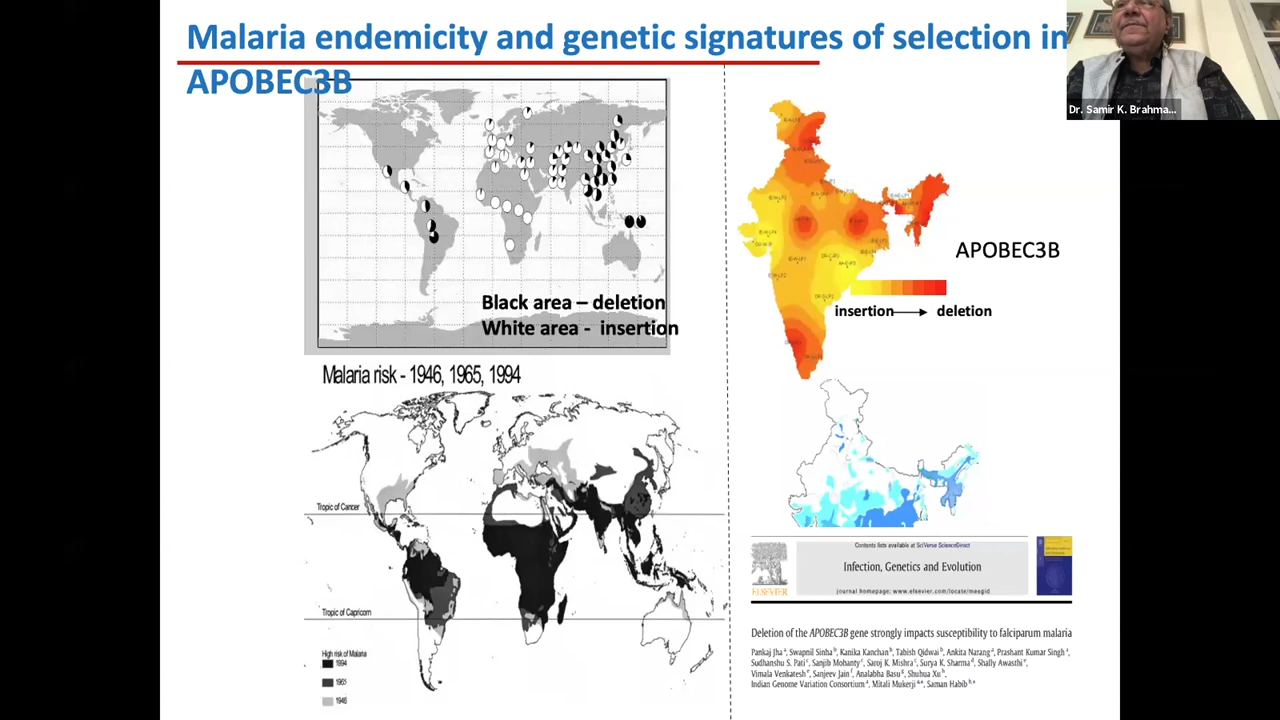 Malaria endemicity and genetic signatures of selection in
APOBEC3B
Dr. Samir K. Brahma...
Black area – deletion
White area - insertion
APOBEC3B
insertion → deletion
Malaria risk - 1946, 1965, 1994
Tropic of Cancer
Tropic of Capricorn
High risk of Malaria
1994
1965
1946
Contents lists available at SciVerse ScienceDirect
Infection, Genetics and Evolution
journal homepage: www.elsevier.com/locate/meegid
ELSEVIER
Deletion of the APOBEC3B gene strongly impacts susceptibility to falciparum malaria
Pankaj Jha a, Swapnil Sinha b, Kanika Kanchan b, Tabish Qidwai b, Ankita Narang a, Prashant Kumar Singh a,
Sudhanshu S. Pati c, Sanjib Mohanty c, Saroj K. Mishra c, Surya K. Sharma d, Shally Awasthi e,
Vimala Venkatesh e, Sanjeev Jain f, Analabha Basu g, Shuhua Xu h,
Indian Genome Variation Consortium, Mitali Mukerji, Saman Habib